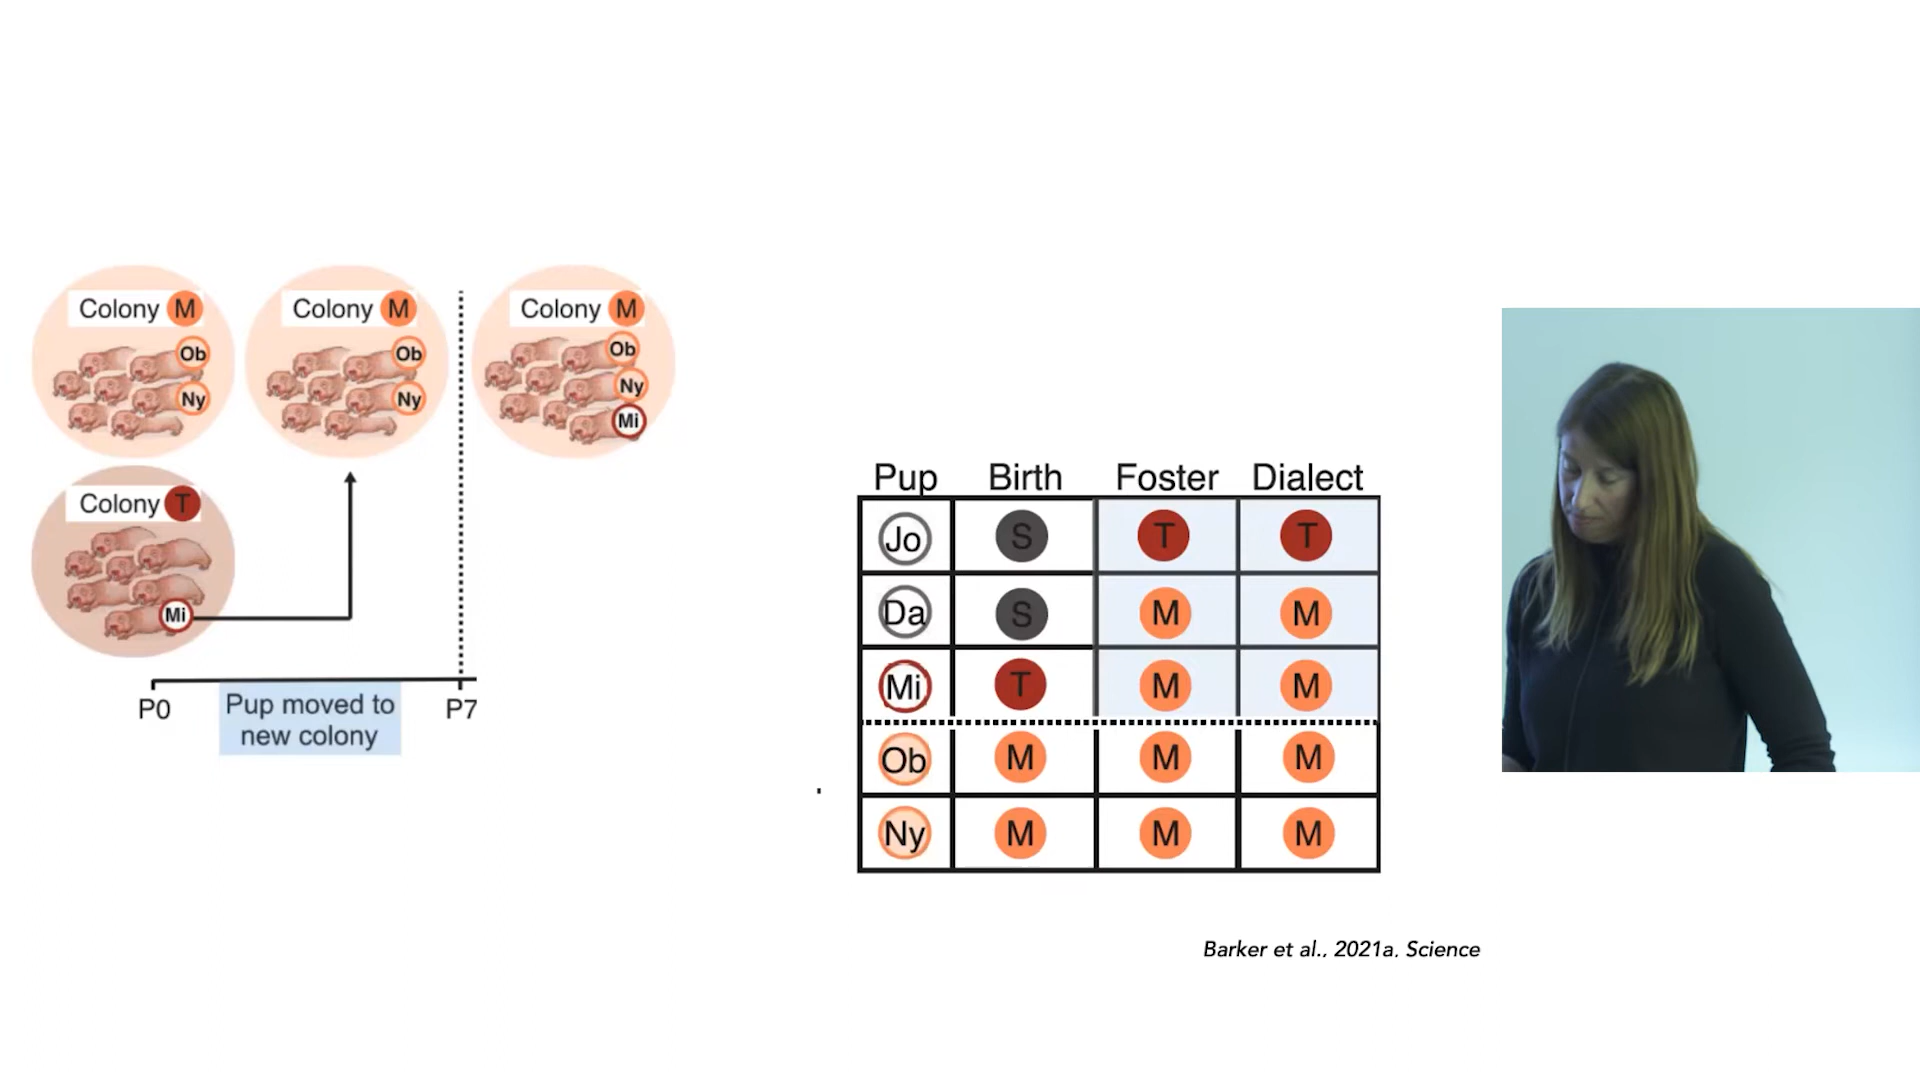 Colony M
Ob
Ny
Colony M
Ob
Ny
Colony M
Ob
Ny
Mi
Colony T
Mi
P0
Pup moved to
new colony
P7
Pup Birth Foster Dialect
Jo S T T
Da S M M
Mi T M M
Ob M M M
Ny M M M
Barker et al., 2021a. Science